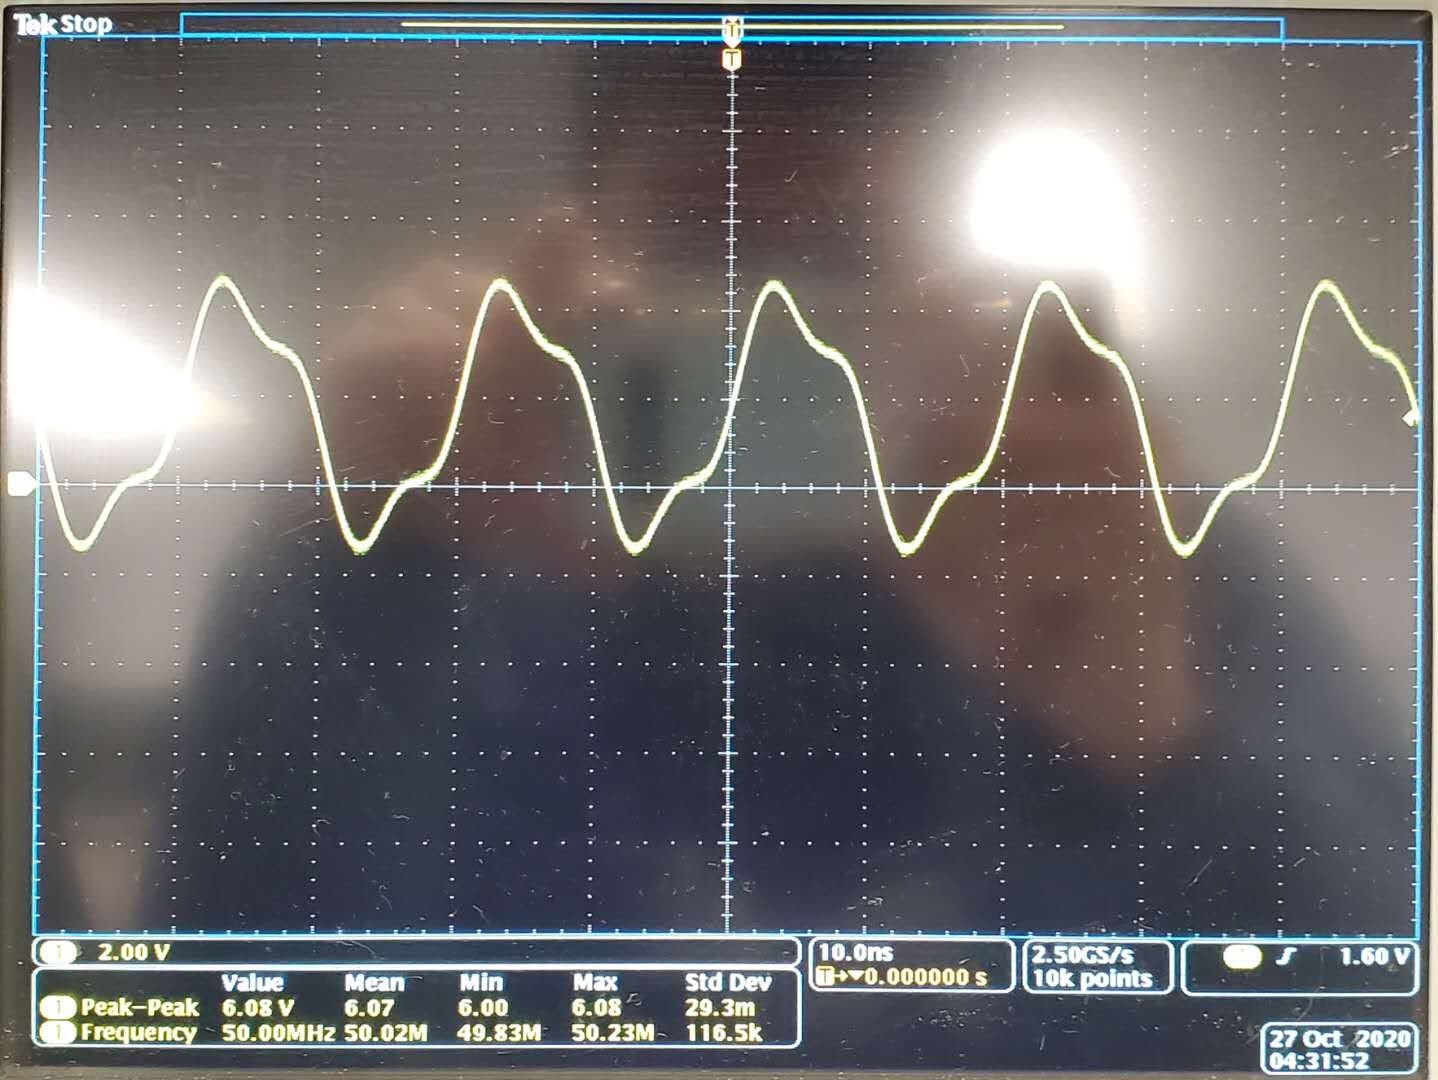 Tek Stop
T
T
1 2.00 V
10.0ns
T→▼0.000000 s
2.50GS/s
10k points
1 1.60 V
Value Mean Min Max Std Dev
1 Peak–Peak 6.08 V 6.07 6.00 6.08 29.3m
1 Frequency 50.00MHz 50.02M 49.83M 50.23M 116.5k
27 Oct 2020
04:31:52